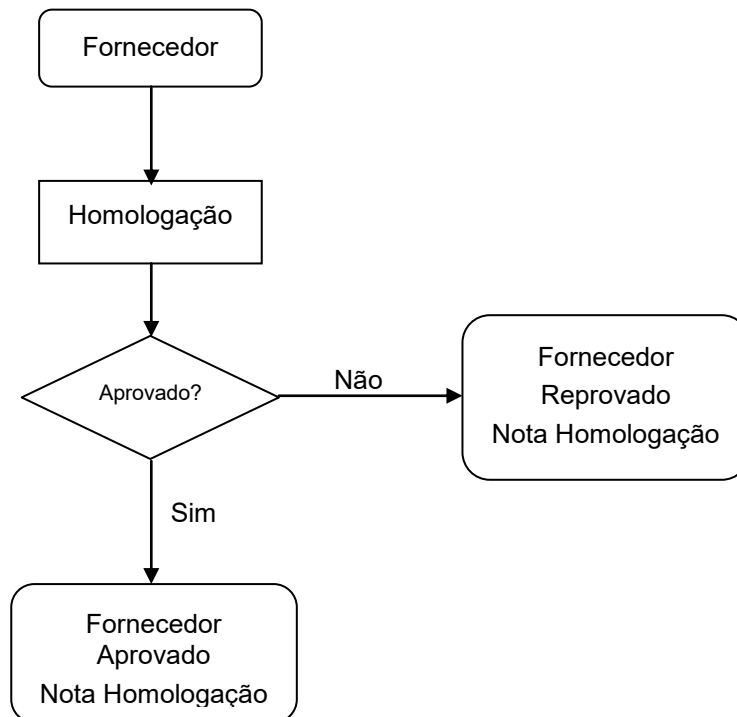 Fornecedor
Homologação
Aprovado?
Não
Fornecedor
Reprovado
Nota Homologação
Sim
Fornecedor
Aprovado
Nota Homologação